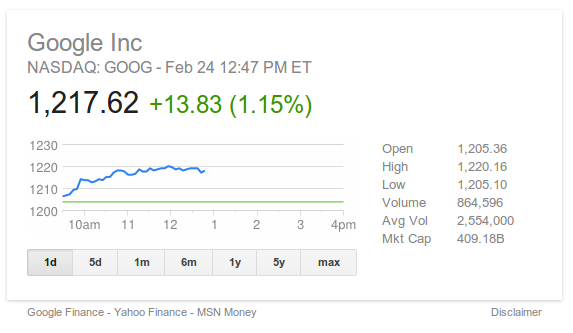 Google Inc
NASDAQ: GOOG - Feb 24 12:47 PM ET
1,217.62 +13.83 (1.15%)
1230
1220
1210
1200
10am 11 12 1 2 3 4pm
Open 1,205.36
High 1,220.16
Low 1,205.10
Volume 864,596
Avg Vol 2,554,000
Mkt Cap 409.18B
1d 5d 1m 6m 1y 5y max
Google Finance - Yahoo Finance - MSN Money Disclaimer